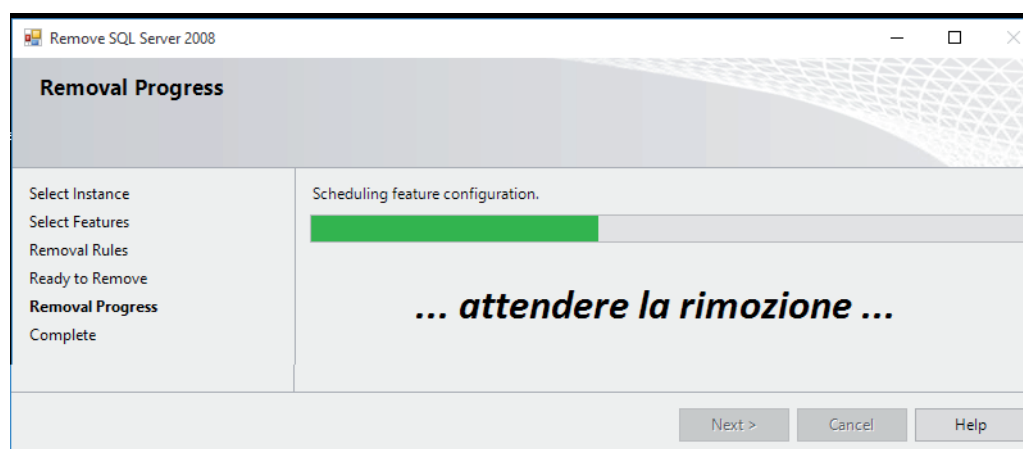 Remove SQL Server 2008
Removal Progress
Select Instance
Select Features
Removal Rules
Ready to Remove
Removal Progress
Complete
Scheduling feature configuration.
... attendere la rimozione ...
Next >
Cancel
Help